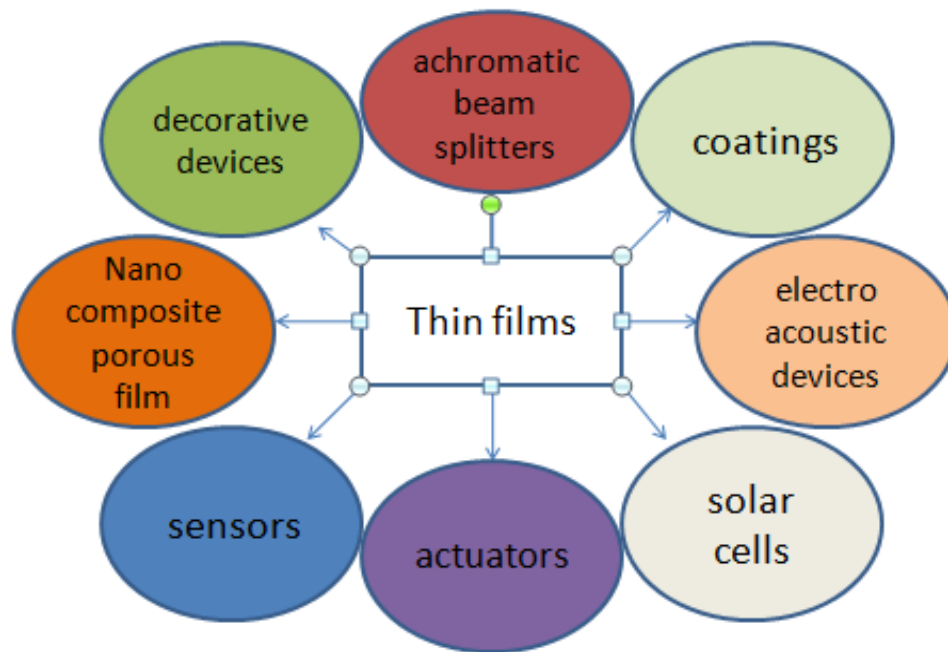 achromatic
beam
splitters
decorative
devices
coatings
Nano
composite
porous
film
Thin films
electro
acoustic
devices
sensors
actuators
solar
cells